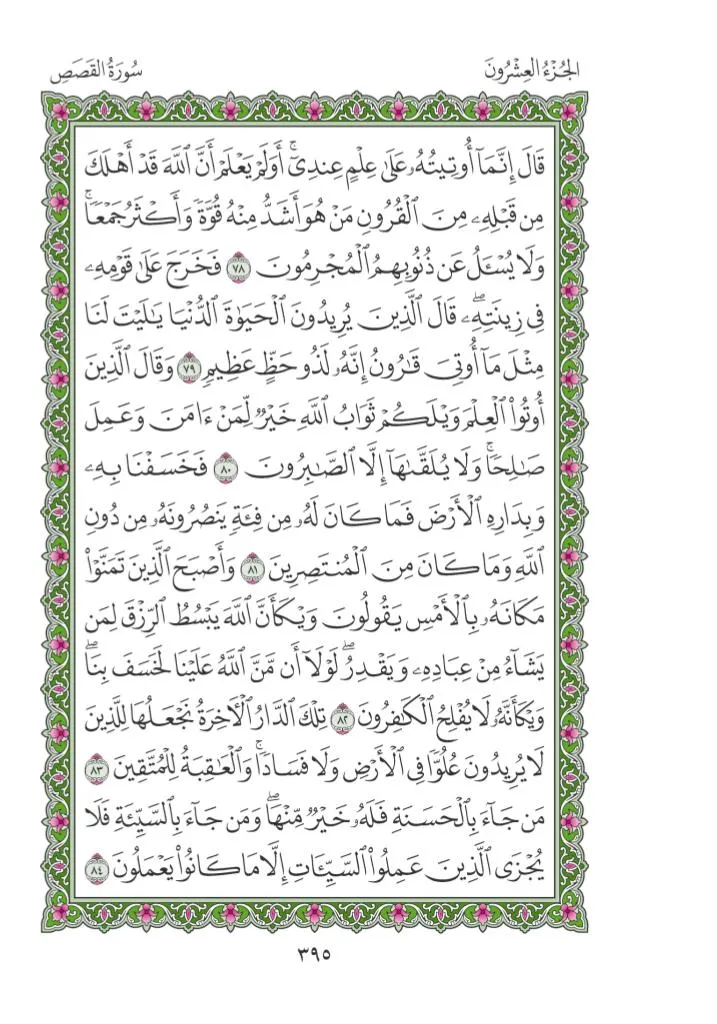 الجُزْءُ العِشْرُونَ
سُورَةُ القَصَصِ
قَالَ إِنَّمَآ أُوتِيتُهُۥ عَلَىٰ عِلْمٍ عِندِىٓۚ أَوَلَمْ يَعْلَمْ أَنَّ ٱللَّهَ قَدْ أَهْلَكَ
مِن قَبْلِهِۦ مِنَ ٱلْقُرُونِ مَنْ هُوَ أَشَدُّ مِنْهُ قُوَّةً وَأَكْثَرُ جَمْعًاۚ
وَلَا يُسْـَٔلُ عَن ذُنُوبِهِمُ ٱلْمُجْرِمُونَ ٧٨ فَخَرَجَ عَلَىٰ قَوْمِهِۦ
فِى زِينَتِهِۦۖ قَالَ ٱلَّذِينَ يُرِيدُونَ ٱلْحَيَوٰةَ ٱلدُّنْيَا يَـٰلَيْتَ لَنَا
مِثْلَ مَآ أُوتِىَ قَـٰرُونُ إِنَّهُۥ لَذُو حَظٍّ عَظِيمٍ ٧٩ وَقَالَ ٱلَّذِينَ
أُوتُوا۟ ٱلْعِلْمَ وَيْلَكُمْ ثَوَابُ ٱللَّهِ خَيْرٌ لِّمَنْ ءَامَنَ وَعَمِلَ
صَـٰلِحًاۚ وَلَا يُلَقَّىٰهَآ إِلَّا ٱلصَّـٰبِرُونَ ٨٠ فَخَسَفْنَا بِهِۦ
وَبِدَارِهِ ٱلْأَرْضَ فَمَا كَانَ لَهُۥ مِن فِئَةٍ يَنصُرُونَهُۥ مِن دُونِ
ٱللَّهِ وَمَا كَانَ مِنَ ٱلْمُنتَصِرِينَ ٨١ وَأَصْبَحَ ٱلَّذِينَ تَمَنَّوْا۟
مَكَانَهُۥ بِٱلْأَمْسِ يَقُولُونَ وَيْكَأَنَّ ٱللَّهَ يَبْسُطُ ٱلرِّزْقَ لِمَن
يَشَآءُ مِنْ عِبَادِهِۦ وَيَقْدِرُۖ لَوْلَآ أَن مَّنَّ ٱللَّهُ عَلَيْنَا لَخَسَفَ بِنَاۖ
وَيْكَأَنَّهُۥ لَا يُفْلِحُ ٱلْكَـٰفِرُونَ ٨٢ تِلْكَ ٱلدَّارُ ٱلْـَٔاخِرَةُ نَجْعَلُهَا لِلَّذِينَ
لَا يُرِيدُونَ عُلُوًّا فِى ٱلْأَرْضِ وَلَا فَسَادًاۚ وَٱلْعَـٰقِبَةُ لِلْمُتَّقِينَ ٨٣
مَن جَآءَ بِٱلْحَسَنَةِ فَلَهُۥ خَيْرٌ مِّنْهَاۖ وَمَن جَآءَ بِٱلسَّيِّئَةِ فَلَا
يُجْزَى ٱلَّذِينَ عَمِلُوا۟ ٱلسَّيِّـَٔاتِ إِلَّا مَا كَانُوا۟ يَعْمَلُونَ ٨٤
٣٩٥